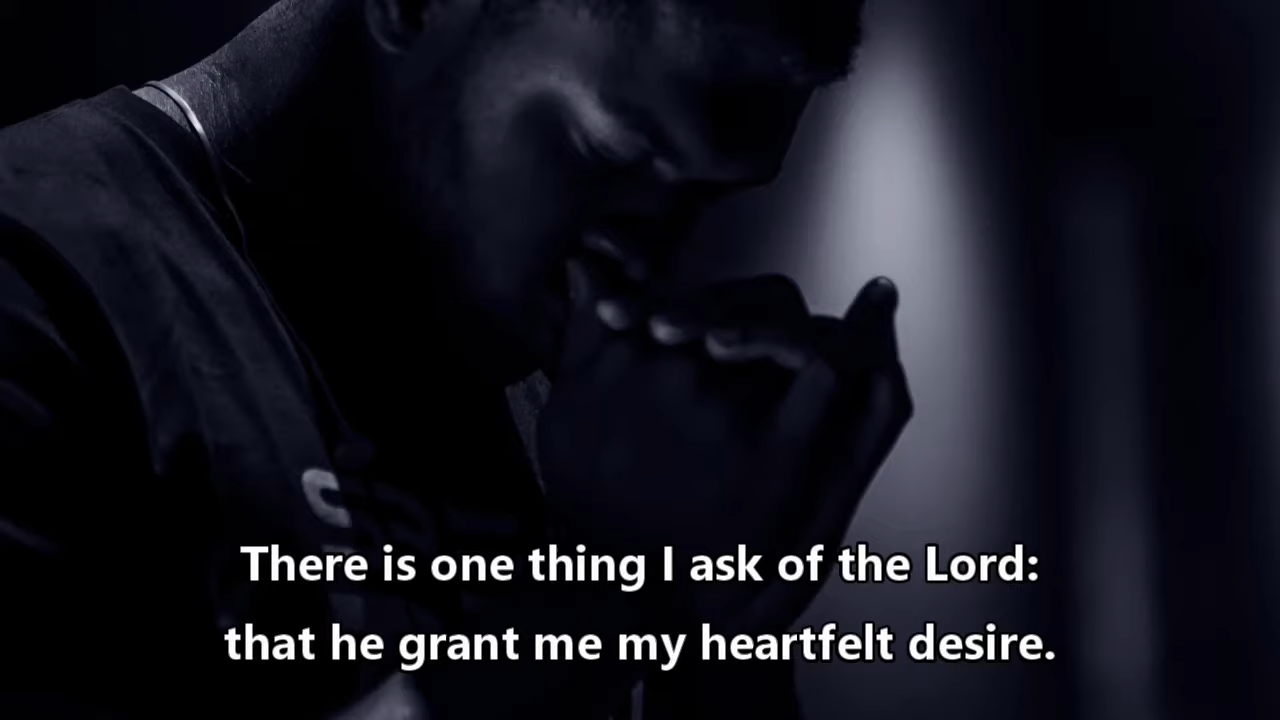 There is one thing I ask of the Lord:
that he grant me my heartfelt desire.